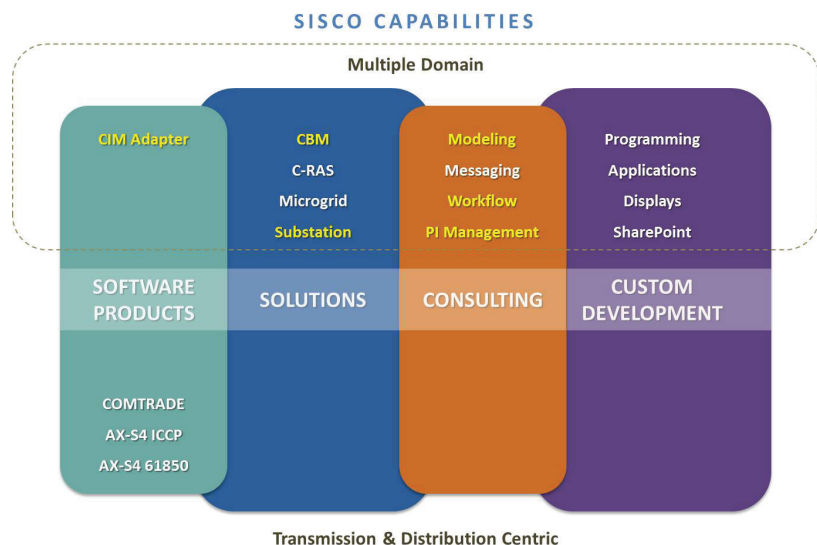 SISCO CAPABILITIES
Multiple Domain
CIM Adapter
CBM
C-RAS
Microgrid
Substation
Modeling
Messaging
Workflow
PI Management
Programming
Applications
Displays
SharePoint
SOFTWARE
PRODUCTS
SOLUTIONS
CONSULTING
CUSTOM
DEVELOPMENT
COMTRADE
AX-S4 ICCP
AX-S4 61850
Transmission & Distribution Centric